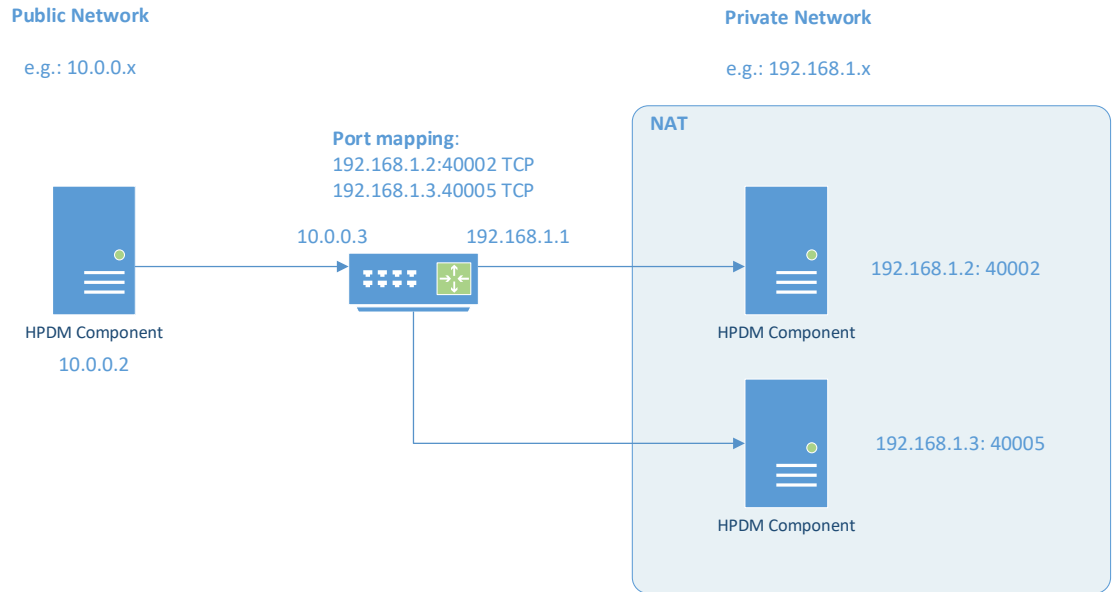 Public Network
Private Network
e.g.: 10.0.0.x
e.g.: 192.168.1.x
NAT
Port mapping:
192.168.1.2:40002 TCP
192.168.1.3.40005 TCP
10.0.0.3
192.168.1.1
192.168.1.2: 40002
HPDM Component
10.0.0.2
HPDM Component
192.168.1.3: 40005
HPDM Component